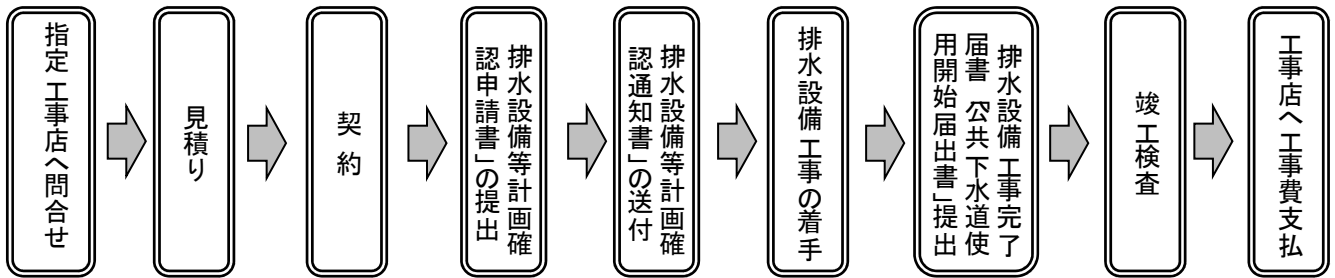 指定工事店へ問合せ
見積り
契約
排水設備等計画確
認申請書」の提出
排水設備等計画確
認通知書」の送付
排水設備工事の着手
排水設備工事完了
届書 公共下水道使
用開始届出書」提出
竣工検査
工事店へ工事費支払